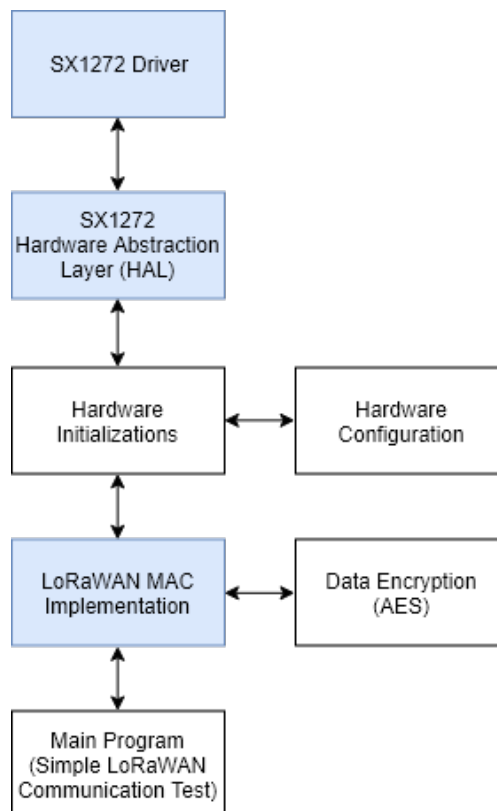 SX1272 Driver
SX1272
Hardware Abstraction
Layer (HAL)
Hardware
Initializations
Hardware
Configuration
LoRaWAN MAC
Implementation
Data Encryption
(AES)
Main Program
(Simple LoRaWAN
Communication Test)